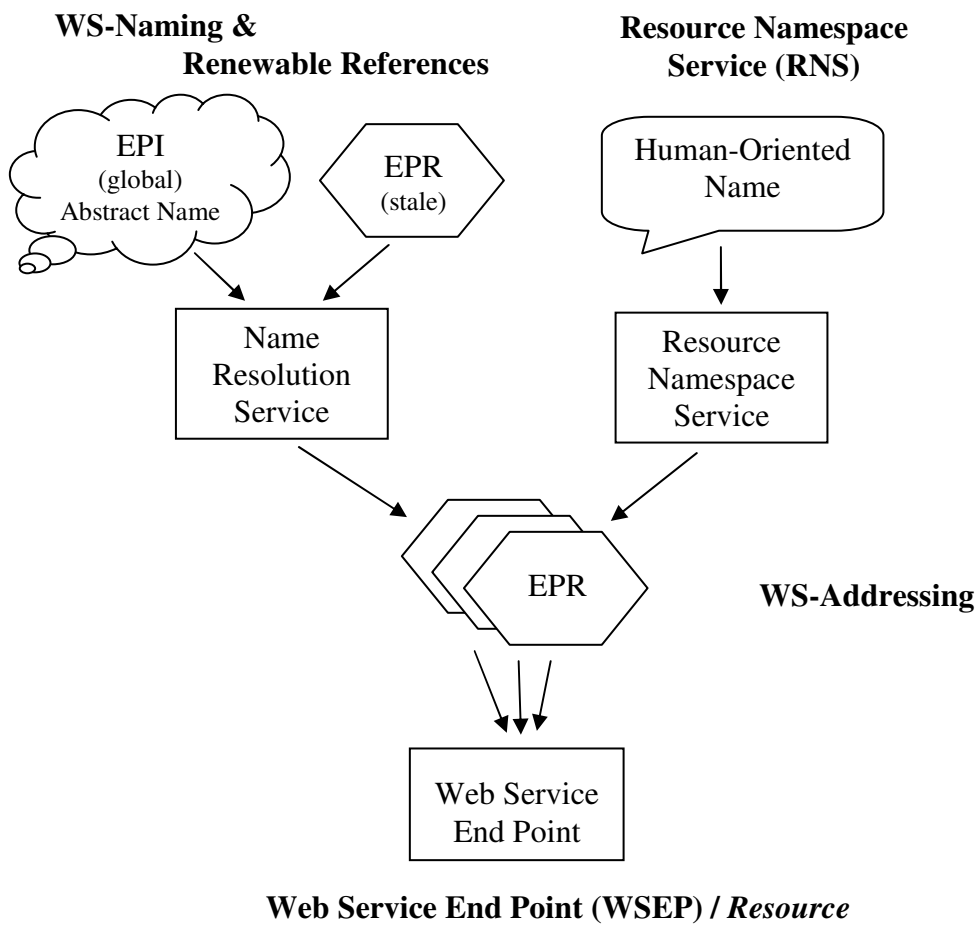 WS-Naming &
Renewable References
Resource Namespace
Service (RNS)
EPI
(global)
Abstract Name
EPR
(stale)
Human-Oriented
Name
Name
Resolution
Service
Resource
Namespace
Service
EPR
WS-Addressing
Web Service
End Point
Web Service End Point (WSEP) / Resource